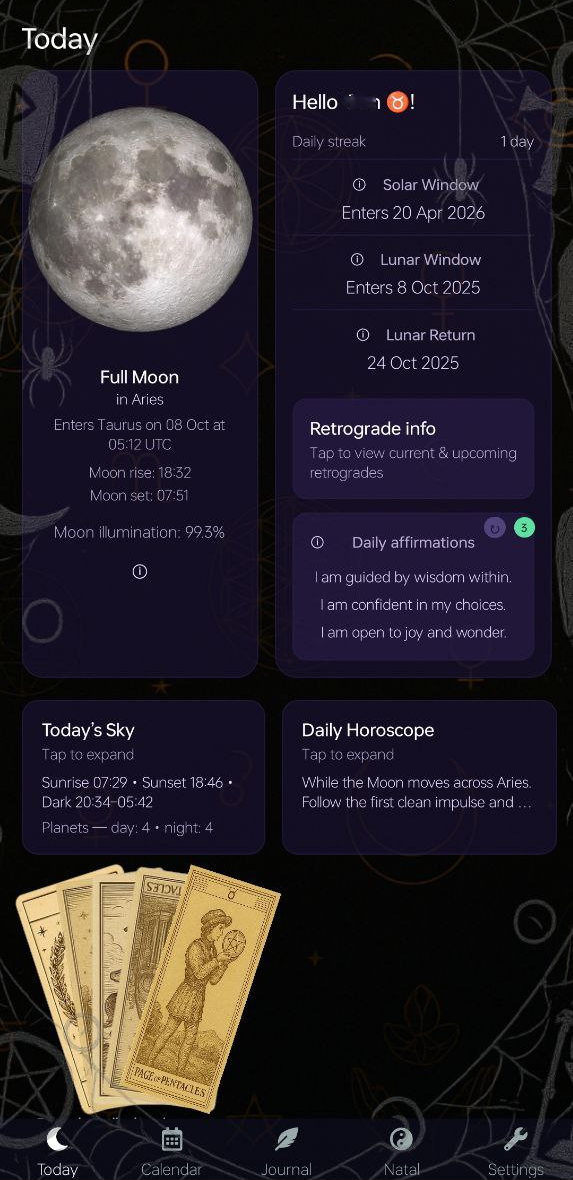 Today
Full Moon
in Aries
Enters Taurus on 08 Oct at
05:12 UTC
Moon rise: 18:32
Moon set: 07:51
Moon illumination: 99.3%
Hello ♉!
Daily streak 1 day
Solar Window
Enters 20 Apr 2026
Lunar Window
Enters 8 Oct 2025
Lunar Return
24 Oct 2025
Retrograde info
Tap to view current & upcoming
retrogrades
3
Daily affirmations
I am guided by wisdom within.
I am confident in my choices.
I am open to joy and wonder.
Today's Sky
Tap to expand
Sunrise 07:29 • Sunset 18:46 •
Dark 20:34–05:42
Planets — day: 4 • night: 4
Daily Horoscope
Tap to expand
While the Moon moves across Aries.
Follow the first clean impulse and ...
PAGE OF PENTACLES
Today
Calendar
Journal
Natal
Settings